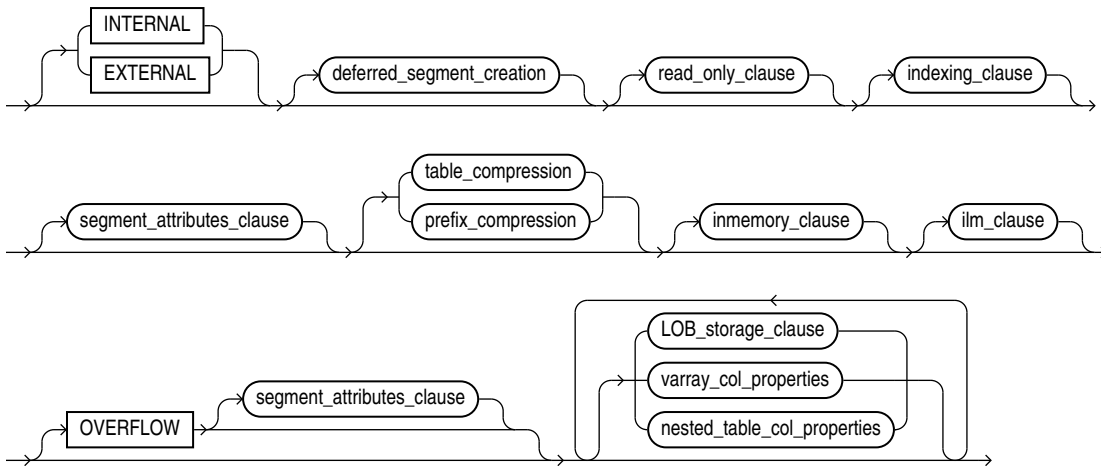 INTERNAL
EXTERNAL
deferred_segment_creation
read_only_clause
indexing_clause
segment_attributes_clause
table_compression
prefix_compression
inmemory_clause
ilm_clause
OVERFLOW
segment_attributes_clause
LOB_storage_clause
varray_col_properties
nested_table_col_properties